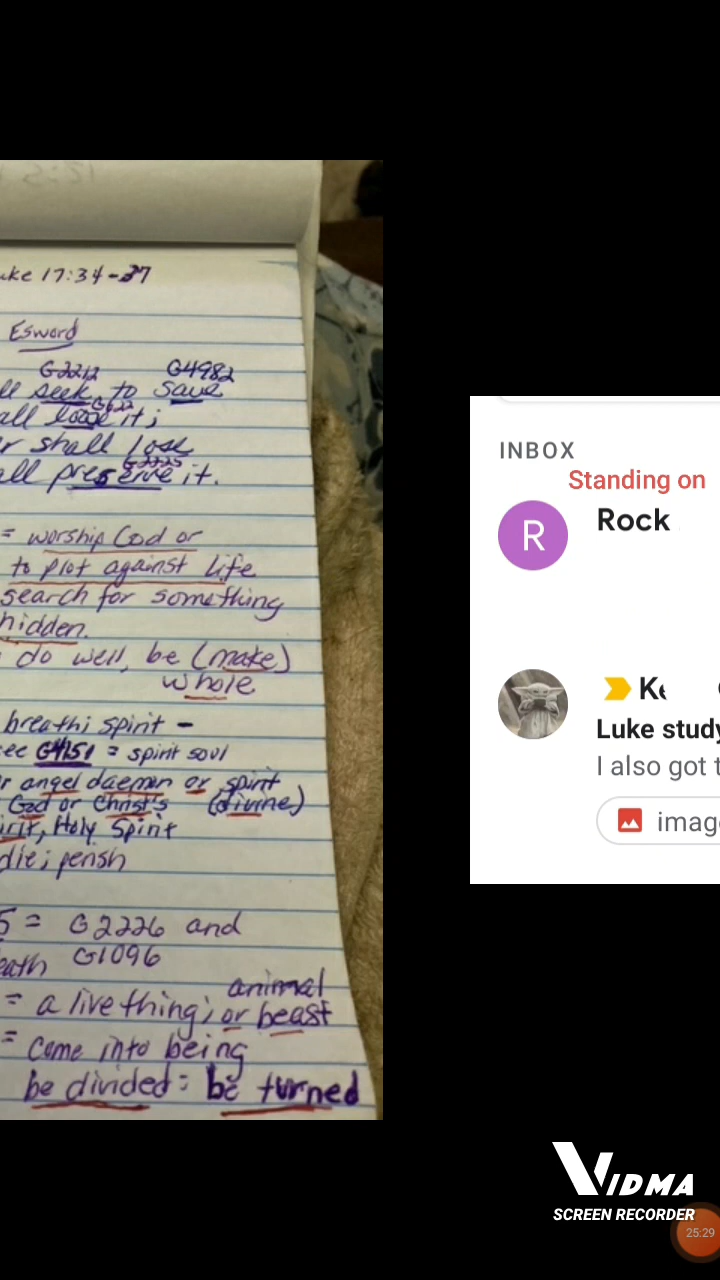 uke 17:34-37
Esword
G2212 G4982
ll seek to save
G622
all lose it;
r shall lose
G2225
all preserve it.
= worship God or
to plot against life
search for something
hidden.
do well, be (make)
whole
breath; spirit -
see G4151 = spirit soul
r angel daemon or spirit
God or Christ's (divine)
irit, Holy Spirit
die; perish
5 = G2226 and
eath G1096
animal
= a live thing; or beast
= come into being
be divided = be turned
INBOX
Standing on
R Rock
Ke
Luke study
I also got t
image
VIDMA
SCREEN RECORDER
25:29